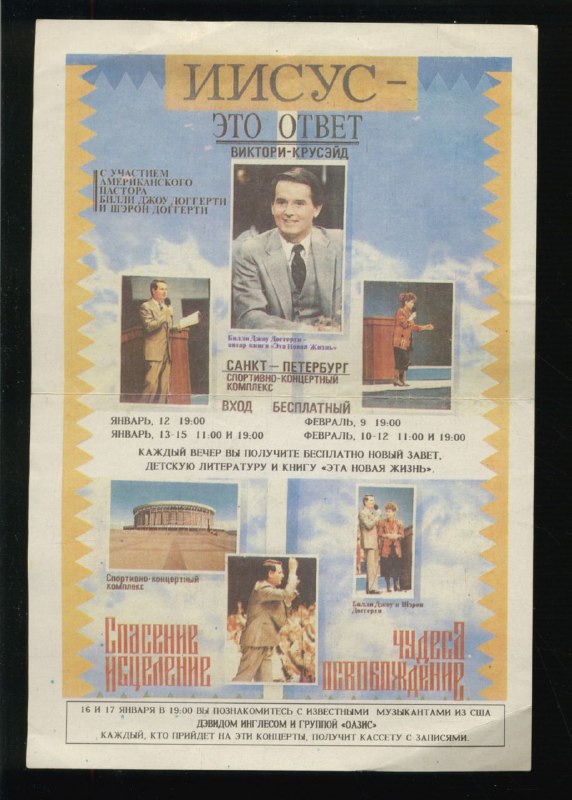 ИИСУС –
ЭТО ОТВЕТ
ВИКТОРИ-КРУСЭЙД
С УЧАСТИЕМ
АМЕРИКАНСКОГО
ПАСТОРА
БИЛЛИ ДЖОУ ДОГГЕРТИ
И ШЭРОН ДОГГЕРТИ
Билли Джоу Доггерти –
автор книги «Эта Новая Жизнь»
САНКТ – ПЕТЕРБУРГ
СПОРТИВНО-КОНЦЕРТНЫЙ
КОМПЛЕКС
ВХОД БЕСПЛАТНЫЙ
ЯНВАРЬ, 12 19:00
ЯНВАРЬ, 13-15 11:00 И 19:00
ФЕВРАЛЬ, 9 19:00
ФЕВРАЛЬ, 10-12 11:00 И 19:00
КАЖДЫЙ ВЕЧЕР ВЫ ПОЛУЧИТЕ БЕСПЛАТНО НОВЫЙ ЗАВЕТ,
ДЕТСКУЮ ЛИТЕРАТУРУ И КНИГУ «ЭТА НОВАЯ ЖИЗНЬ».
Спортивно-концертный
комплекс
Билли Джоу и Шэрон
Доггерти
Спасение
исцеление
чудеса
освобождение
16 И 17 ЯНВАРЯ В 19:00 ВЫ ПОЗНАКОМИТЕСЬ С ИЗВЕСТНЫМИ МУЗЫКАНТАМИ ИЗ США
ДЭВИДОМ ИНГЛЕСОМ И ГРУППОЙ «ОАЗИС»
КАЖДЫЙ, КТО ПРИЙДЕТ НА ЭТИ КОНЦЕРТЫ, ПОЛУЧИТ КАССЕТУ С ЗАПИСЯМИ.